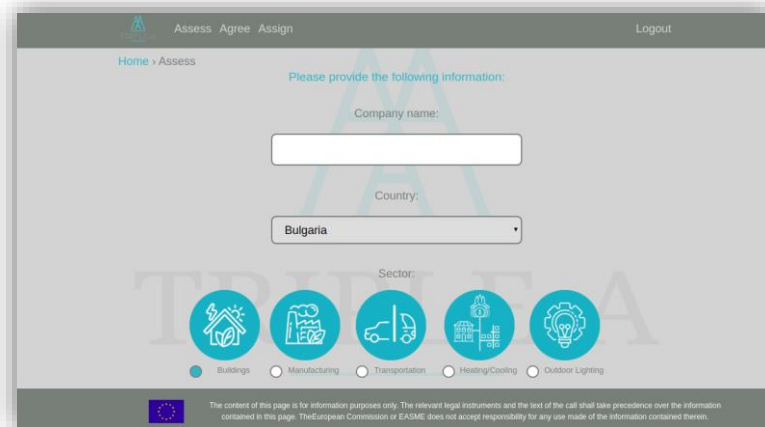 TRIPLE-A
Assess Agree Assign
Logout
Home › Assess
Please provide the following information:
Company name:
Country:
Bulgaria
Sector:
TRIPLE A
Buildings
Manufacturing
Transportation
Heating/Cooling
Outdoor Lighting
The content of this page is for information purposes only. The relevant legal instruments and the text of the call shall take precedence over the information
contained in this page. TheEuropean Commission or EASME does not accept responsibility for any use made of the information contained therein.